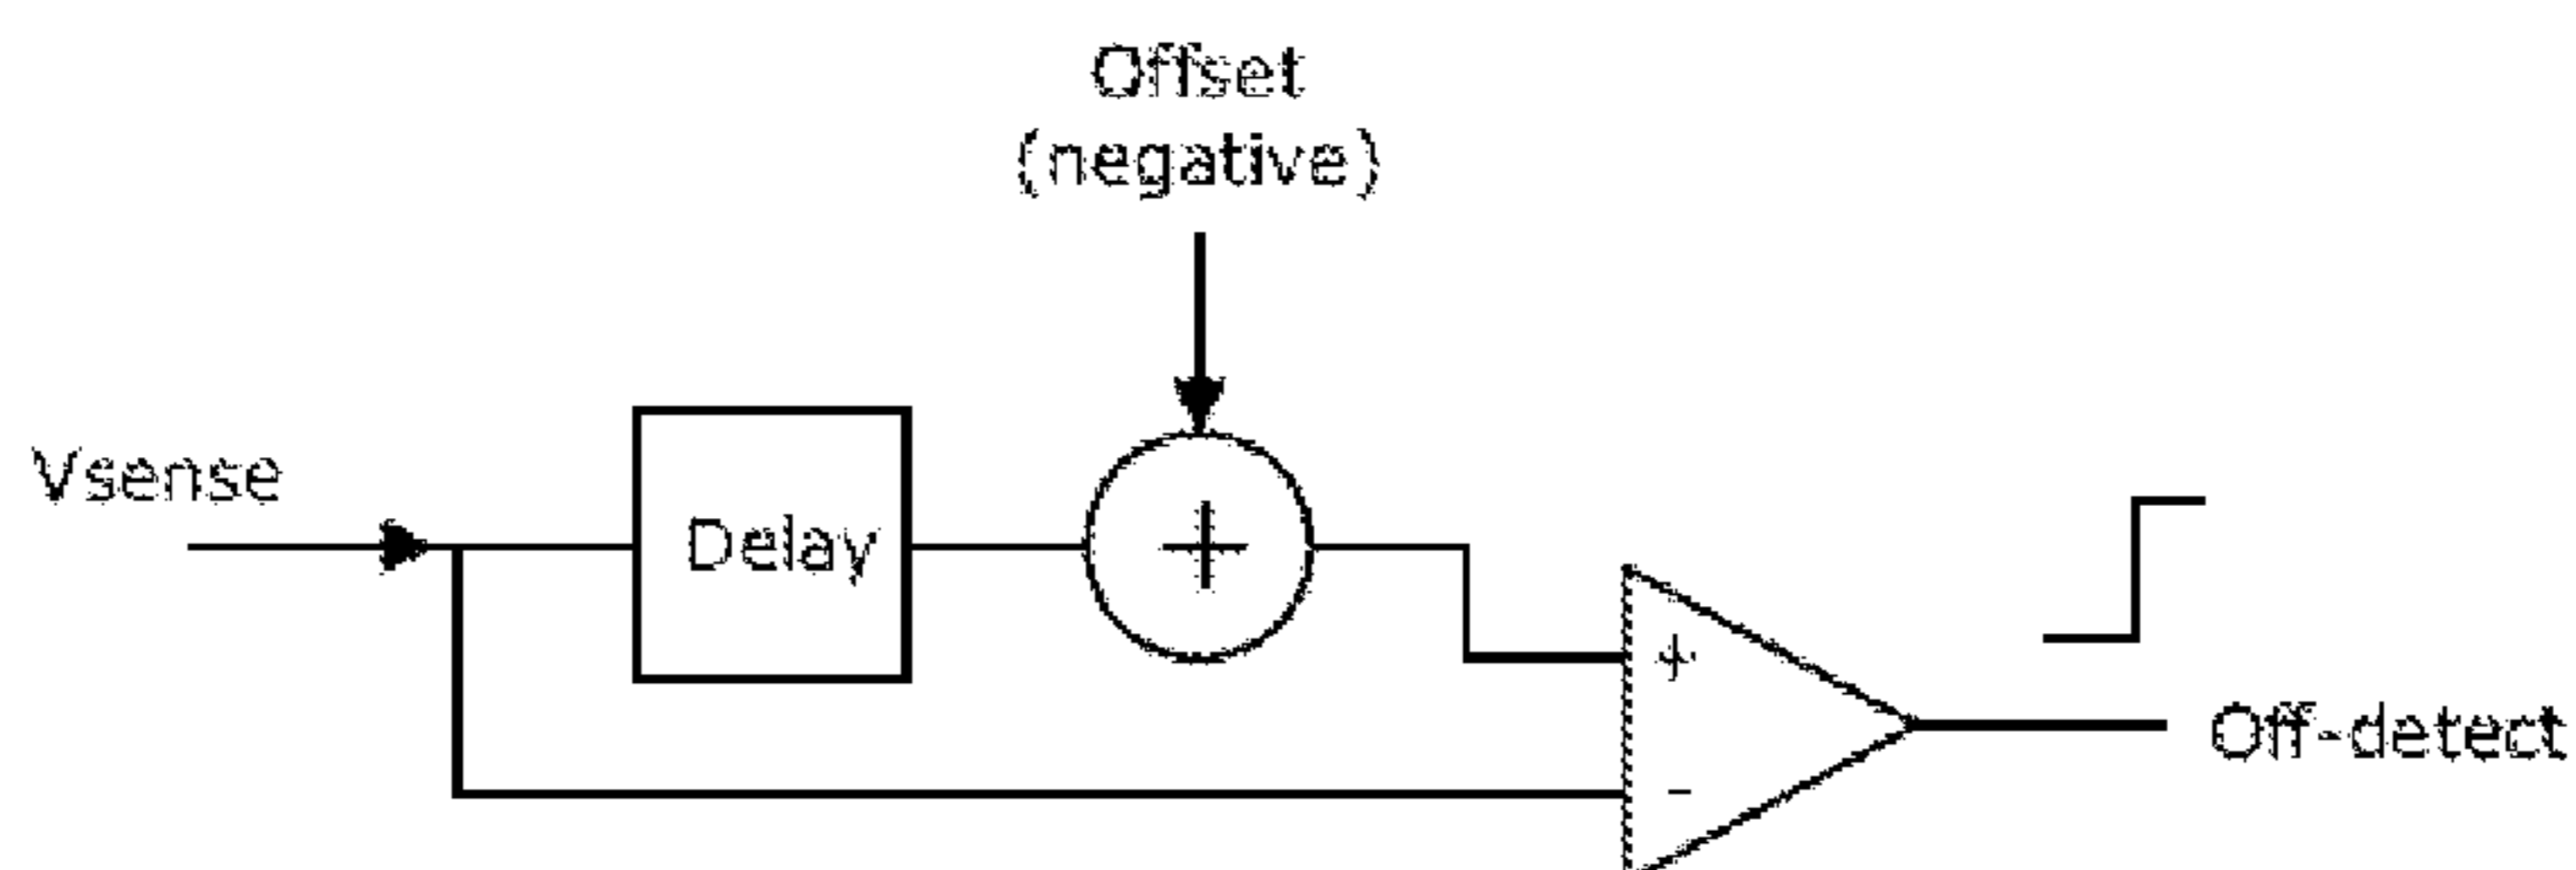 Offset
(negative)
Vsense
Delay
+
+
-
Off-detect